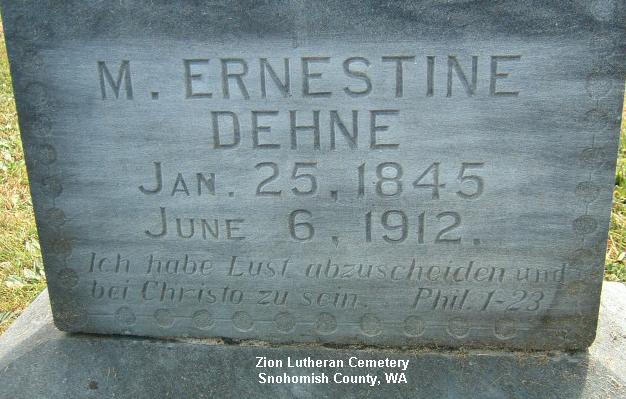 M. ERNESTINE
DEHNE
JAN. 25, 1845
JUNE 6, 1912.
Ich habe Lust abzuscheiden und
bei Christo zu sein. Phil. 1-23
Zion Lutheran Cemetery
Snohomish County, WA